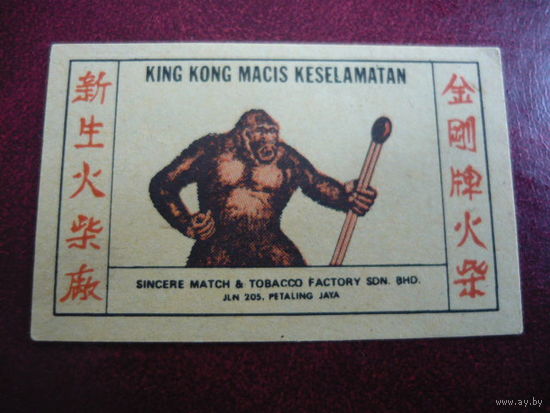 KING KONG MACIS KESELAMATAN
新生火柴廠
金剛牌火柴
SINCERE MATCH & TOBACCO FACTORY SDN. BHD.
JLN 205, PETALING JAYA
www.ay.by